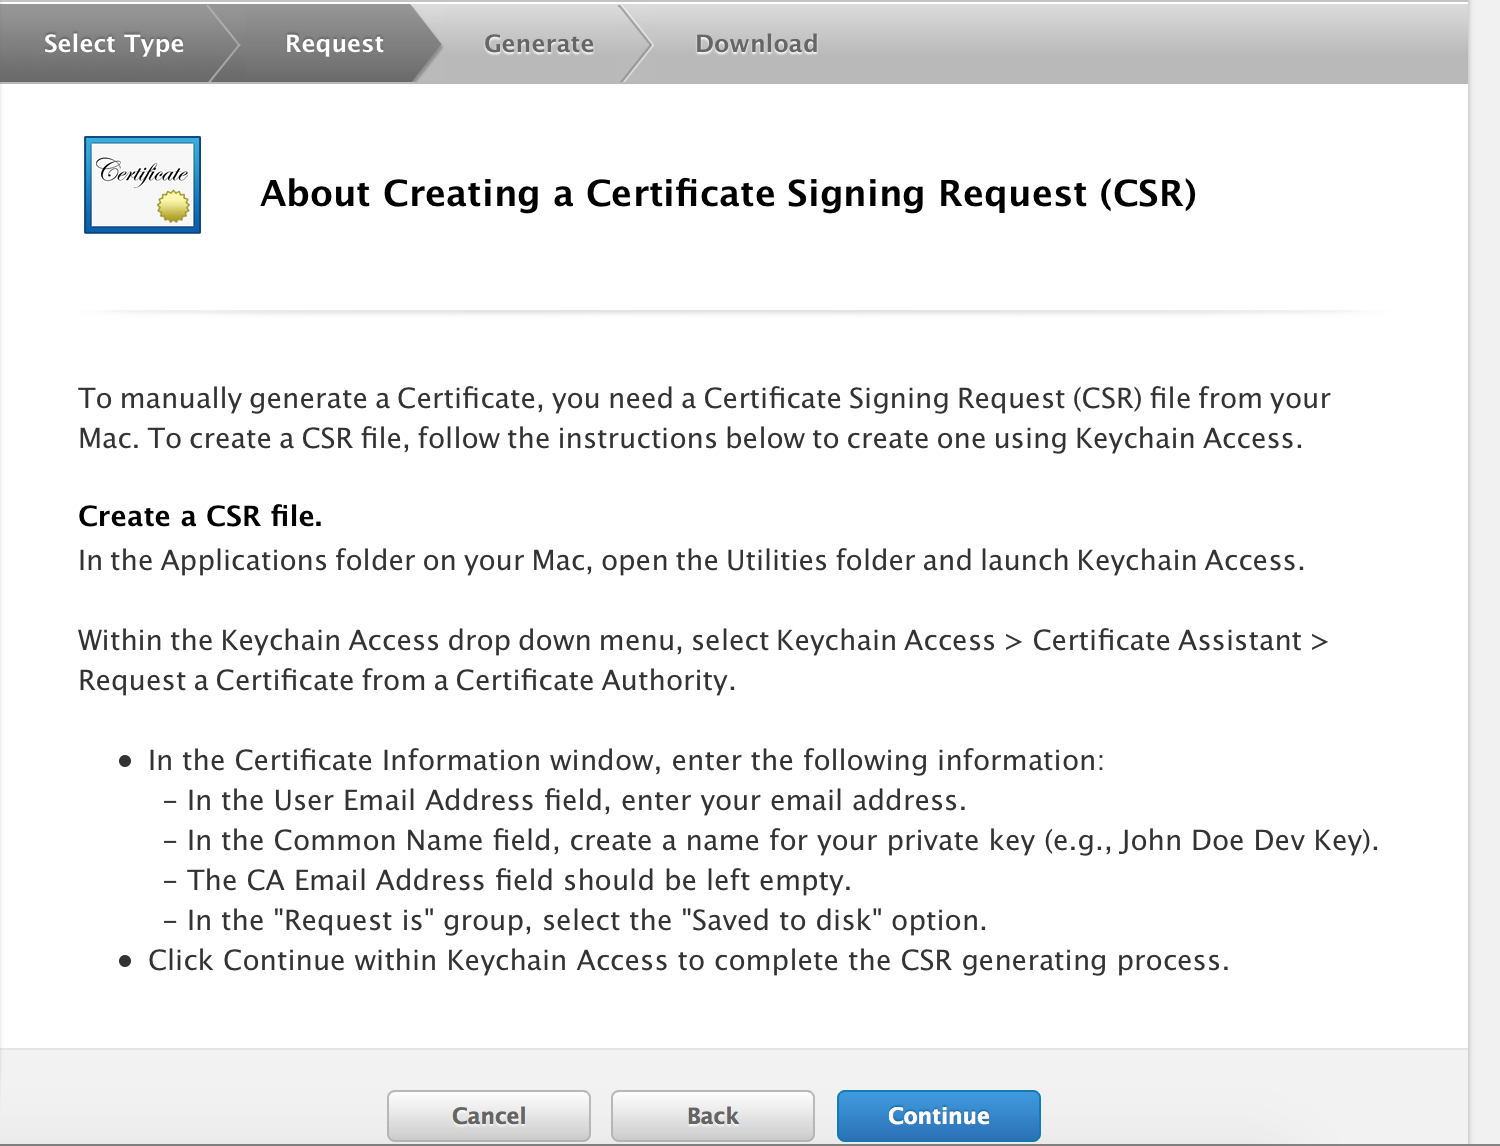 Select Type
Request
Generate
Download
Certificate
About Creating a Certificate Signing Request (CSR)
To manually generate a Certificate, you need a Certificate Signing Request (CSR) file from your
Mac. To create a CSR file, follow the instructions below to create one using Keychain Access.
Create a CSR file.
In the Applications folder on your Mac, open the Utilities folder and launch Keychain Access.
Within the Keychain Access drop down menu, select Keychain Access > Certificate Assistant >
Request a Certificate from a Certificate Authority.
• In the Certificate Information window, enter the following information:
– In the User Email Address field, enter your email address.
– In the Common Name field, create a name for your private key (e.g., John Doe Dev Key).
– The CA Email Address field should be left empty.
– In the "Request is" group, select the "Saved to disk" option.
• Click Continue within Keychain Access to complete the CSR generating process.
Cancel
Back
Continue